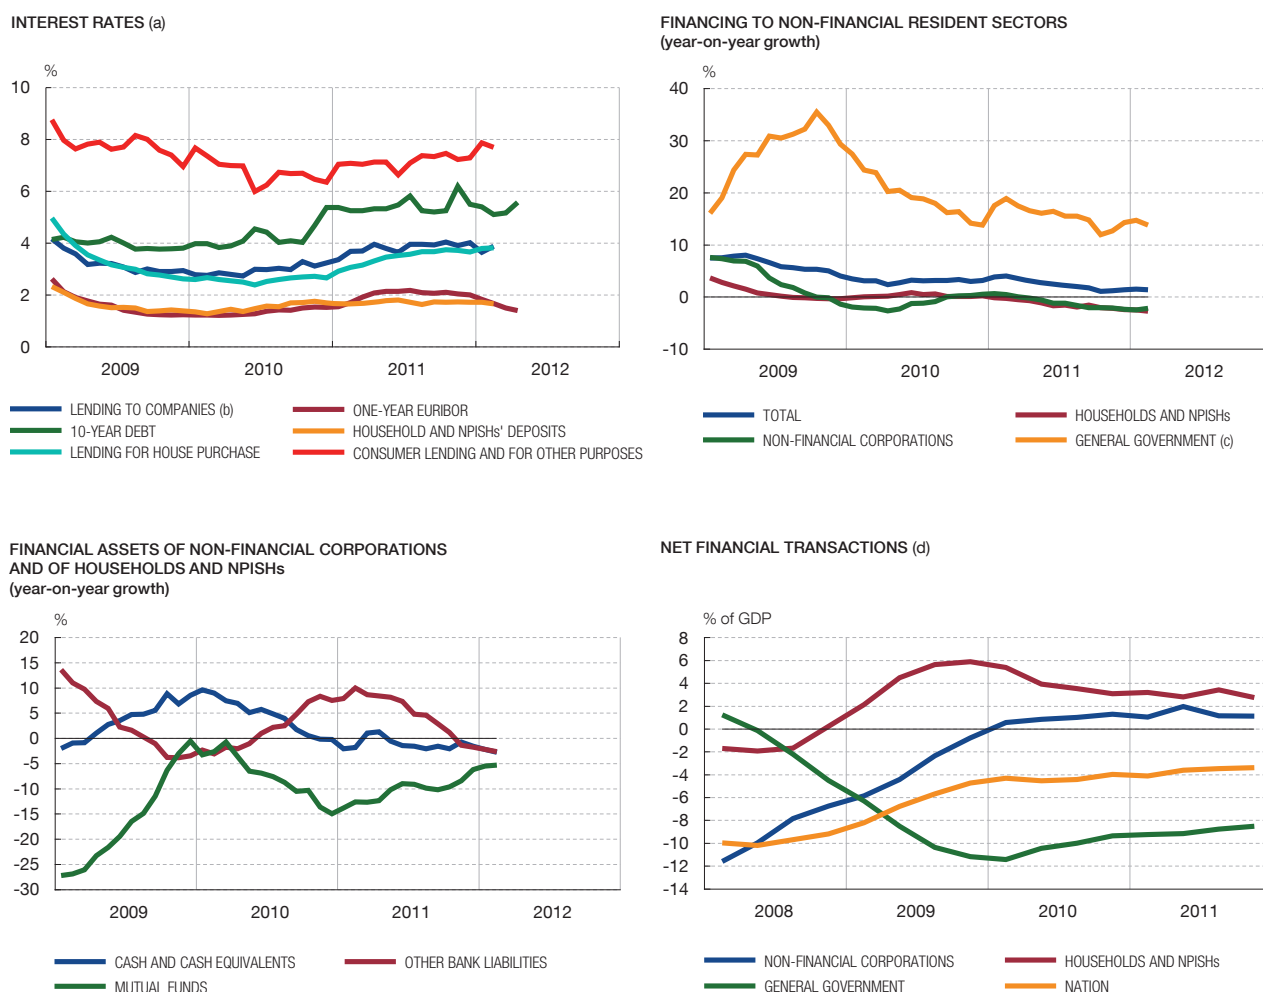 INTEREST RATES (a)
%
10
8
6
4
2
0
2009 2010 2011 2012
LENDING TO COMPANIES (b)
10-YEAR DEBT
LENDING FOR HOUSE PURCHASE
ONE-YEAR EURIBOR
HOUSEHOLD AND NPISHs' DEPOSITS
CONSUMER LENDING AND FOR OTHER PURPOSES
FINANCING TO NON-FINANCIAL RESIDENT SECTORS
(year-on-year growth)
%
40
30
20
10
0
-10
2009 2010 2011 2012
TOTAL
NON-FINANCIAL CORPORATIONS
HOUSEHOLDS AND NPISHs
GENERAL GOVERNMENT (c)
FINANCIAL ASSETS OF NON-FINANCIAL CORPORATIONS
AND OF HOUSEHOLDS AND NPISHs
(year-on-year growth)
%
20
15
10
5
0
-5
-10
-15
-20
-25
-30
2009 2010 2011 2012
CASH AND CASH EQUIVALENTS
MUTUAL FUNDS
OTHER BANK LIABILITIES
NET FINANCIAL TRANSACTIONS (d)
% of GDP
8
6
4
2
0
-2
-4
-6
-8
-10
-12
-14
2008 2009 2010 2011
NON-FINANCIAL CORPORATIONS
GENERAL GOVERNMENT
HOUSEHOLDS AND NPISHs
NATION